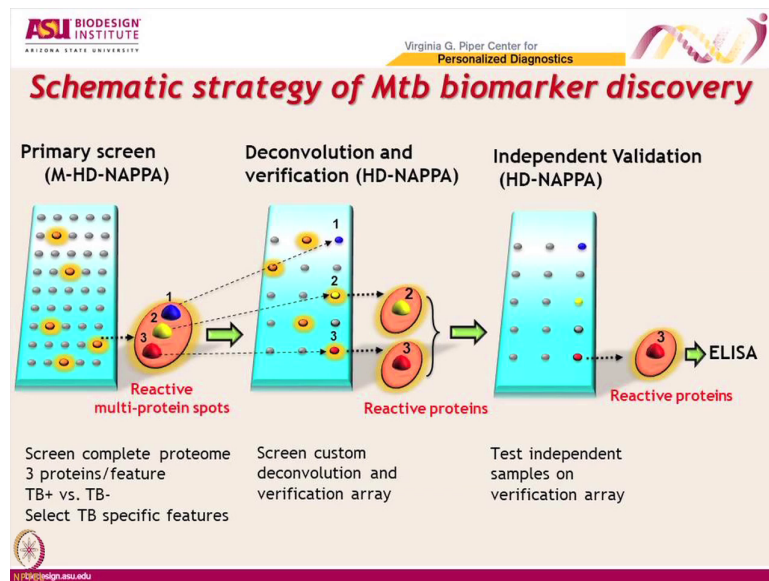 ASU BIODESIGN
INSTITUTE
ARIZONA STATE UNIVERSITY
Virginia G. Piper Center for
Personalized Diagnostics
Schematic strategy of Mtb biomarker discovery
Primary screen
(M-HD-NAPPA)
Deconvolution and
verification (HD-NAPPA)
Independent Validation
(HD-NAPPA)
1
2
3
1
2
3
2
3
3
ELISA
Reactive
multi-protein spots
Reactive proteins
Reactive proteins
Screen complete proteome
3 proteins/feature
TB+ vs. TB-
Select TB specific features
Screen custom
deconvolution and
verification array
Test independent
samples on
verification array
biodesign.asu.edu